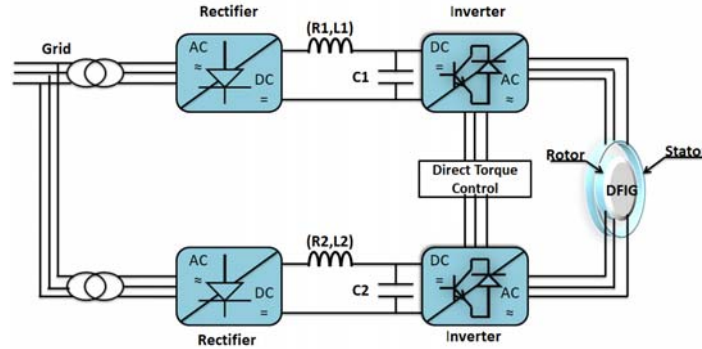 Rectifier
Inverter
(R1,L1)
Grid
AC
≈
DC
=
C1
DC
=
AC
≈
Direct Torque
Control
Rotor
Stator
DFIG
(R2,L2)
AC
≈
DC
=
C2
DC
=
AC
≈
Rectifier
Inverter